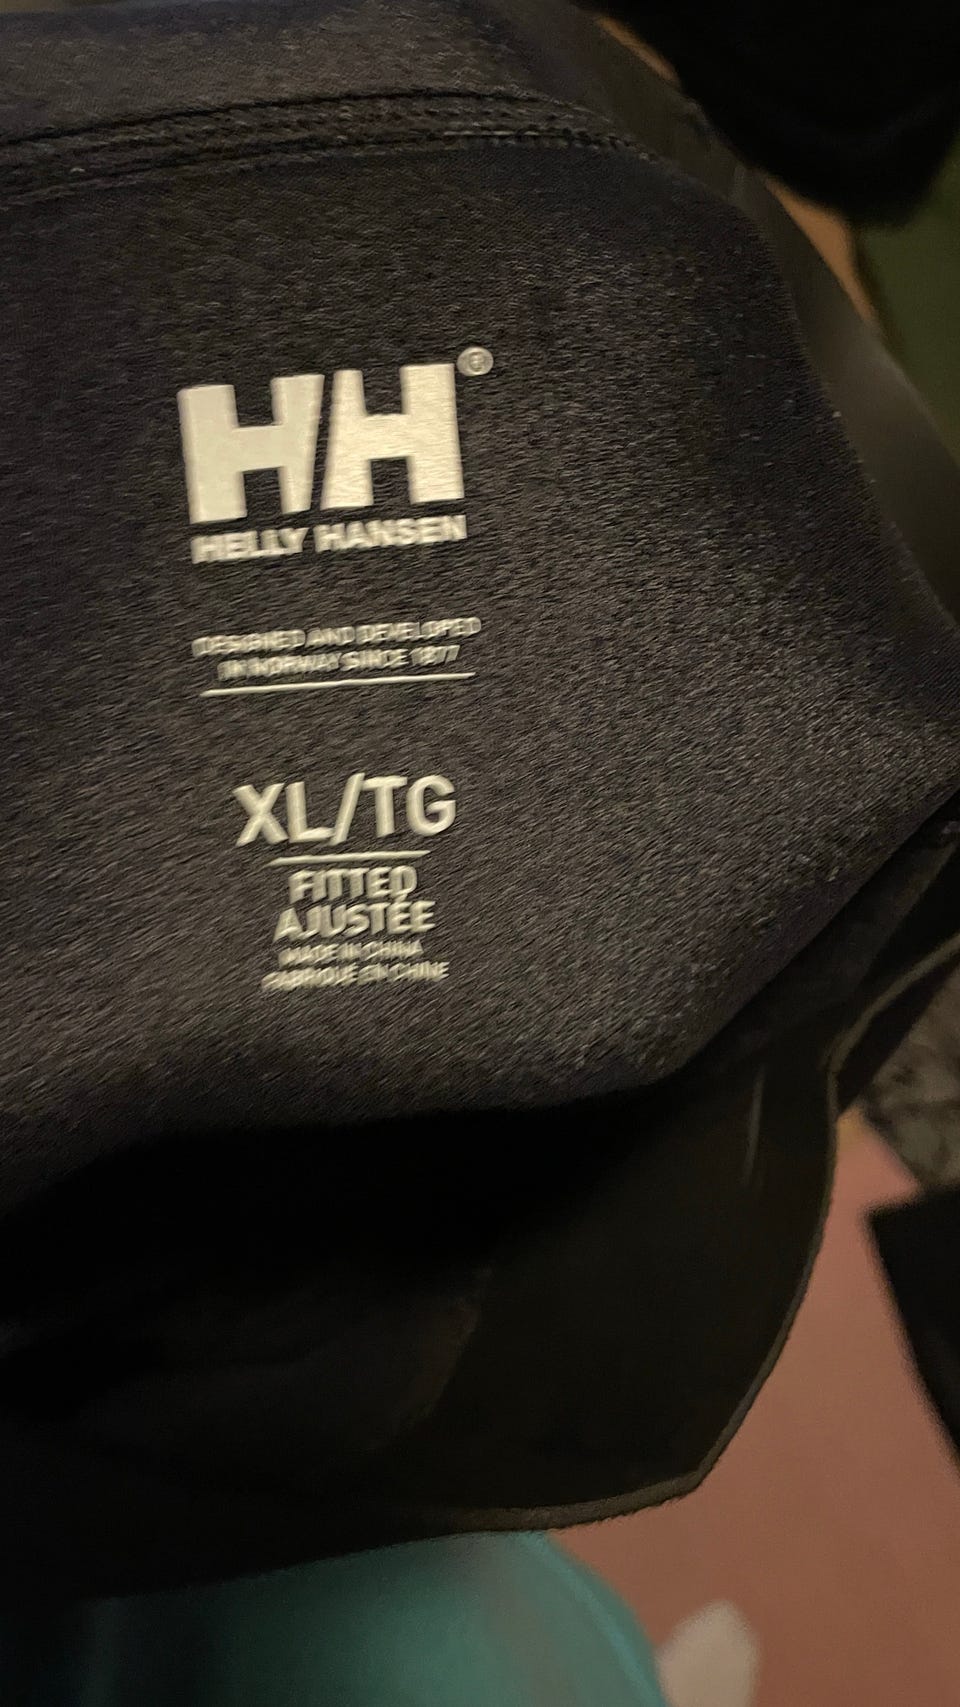 HH®
HELLY HANSEN
DESIGNED AND DEVELOPED
IN NORWAY SINCE 1877
XL/TG
FITTED
AJUSTÉE
MADE IN CHINA
FABRIQUÉ EN CHINE